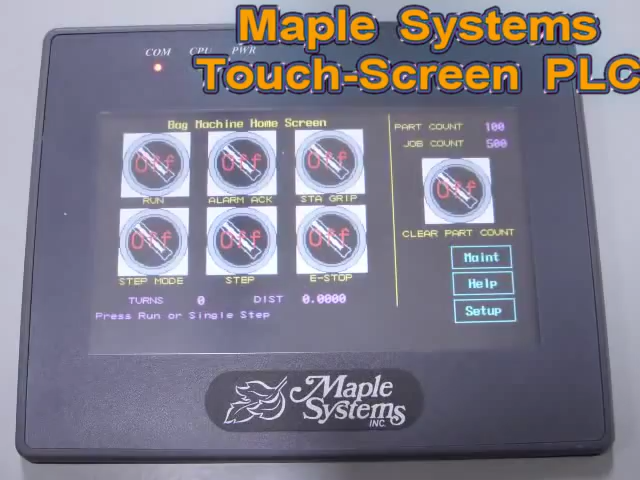 Maple Systems
Touch-Screen PLC
COM CPU PWR
Bag Machine Home Screen
PART COUNT 100
JOB COUNT 500
Off Off Off Off
RUN ALARM ACK STA GRIP
CLEAR PART COUNT
Off Off Off
STEP MODE STEP E-STOP
Maint
Help
Setup
TURNS 0 DIST 0.0000
Press Run or Single Step
Maple
Systems
INC.